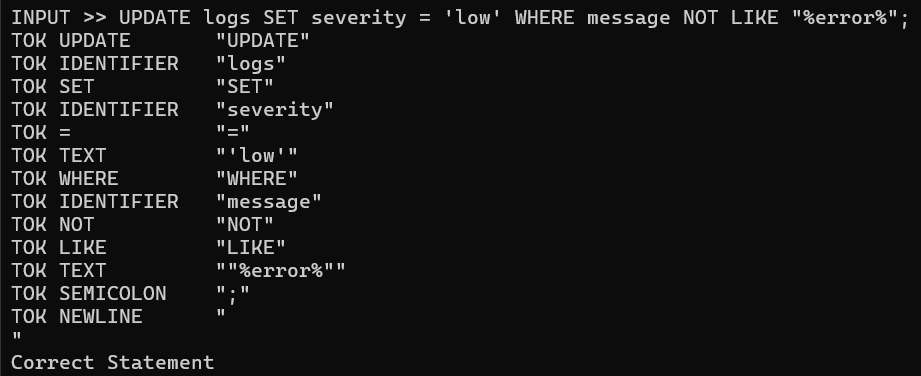 INPUT >> UPDATE logs SET severity = 'low' WHERE message NOT LIKE "%error%";
TOK UPDATE "UPDATE"
TOK IDENTIFIER "logs"
TOK SET "SET"
TOK IDENTIFIER "severity"
TOK = "="
TOK TEXT "'low'"
TOK WHERE "WHERE"
TOK IDENTIFIER "message"
TOK NOT "NOT"
TOK LIKE "LIKE"
TOK TEXT ""%error%""
TOK SEMICOLON ";"
TOK NEWLINE "
"
Correct Statement